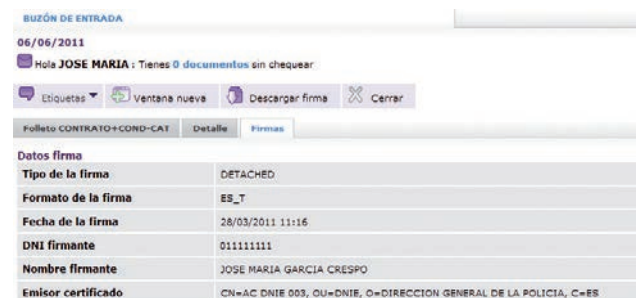 BUZÓN DE ENTRADA
06/06/2011
Hola JOSE MARIA : Tienes 0 documentos sin chequear
Etiquetas Ventana nueva Descargar firma Cerrar
Folleto CONTRATO+COND-CAT Detalle Firmas
Datos firma
Tipo de la firma DETACHED
Formato de la firma ES_T
Fecha de la firma 28/03/2011 11:16
DNI firmante 011111111
Nombre firmante JOSE MARIA GARCIA CRESPO
Emisor certificado CN=AC DNIE 003, OU=DNIE, O=DIRECCION GENERAL DE LA POLICIA, C=ES